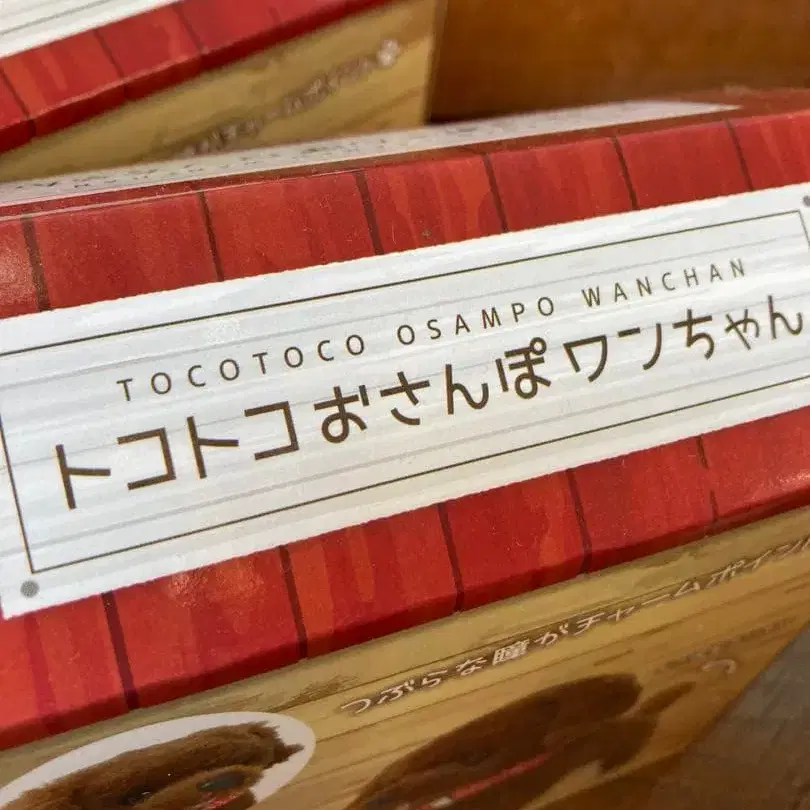 TOCOTOCO OSAMPO WANCHAN
トコトコおさんぽワンちゃん
つぶらな瞳がチャームポイン